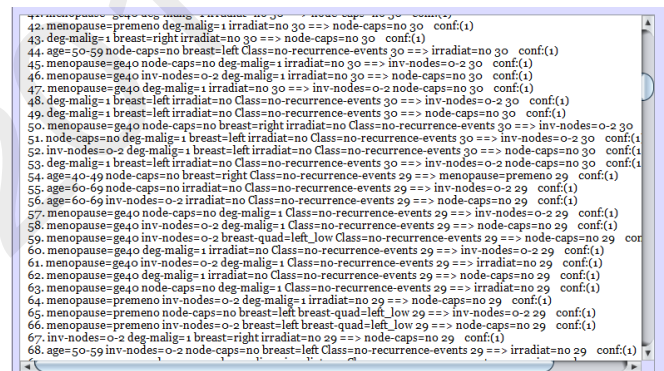 42. menopause=premeno deg-malig=1 irradiat=no 30 ==> node-caps=no 30 conf:(1)
43. deg-malig=1 breast=right irradiat=no 30 ==> node-caps=no 30 conf:(1)
44. age=50-59 node-caps=no breast=left Class=no-recurrence-events 30 ==> irradiat=no 30 conf:(1)
45. menopause=ge40 node-caps=no deg-malig=1 irradiat=no 30 ==> inv-nodes=0-2 30 conf:(1)
46. menopause=ge40 inv-nodes=0-2 deg-malig=1 irradiat=no 30 ==> node-caps=no 30 conf:(1)
47. menopause=ge40 deg-malig=1 irradiat=no 30 ==> inv-nodes=0-2 node-caps=no 30 conf:(1)
48. deg-malig=1 breast=left irradiat=no Class=no-recurrence-events 30 ==> inv-nodes=0-2 30 conf:(1)
49. deg-malig=1 breast=left irradiat=no Class=no-recurrence-events 30 ==> node-caps=no 30 conf:(1)
50. menopause=ge40 node-caps=no breast=right irradiat=no Class=no-recurrence-events 30 ==> inv-nodes=0-2 30
51. node-caps=no deg-malig=1 breast=left irradiat=no Class=no-recurrence-events 30 ==> inv-nodes=0-2 30 conf:(1
52. inv-nodes=0-2 deg-malig=1 breast=left irradiat=no Class=no-recurrence-events 30 ==> node-caps=no 30 conf:(1
53. deg-malig=1 breast=left irradiat=no Class=no-recurrence-events 30 ==> inv-nodes=0-2 node-caps=no 30 conf:(1
54. age=40-49 node-caps=no breast=right Class=no-recurrence-events 29 ==> menopause=premeno 29 conf:(1)
55. age=60-69 node-caps=no irradiat=no Class=no-recurrence-events 29 ==> inv-nodes=0-2 29 conf:(1)
56. age=60-69 inv-nodes=0-2 irradiat=no Class=no-recurrence-events 29 ==> node-caps=no 29 conf:(1)
57. menopause=ge40 node-caps=no deg-malig=1 Class=no-recurrence-events 29 ==> inv-nodes=0-2 29 conf:(1)
58. menopause=ge40 inv-nodes=0-2 deg-malig=1 Class=no-recurrence-events 29 ==> node-caps=no 29 conf:(1)
59. menopause=ge40 inv-nodes=0-2 breast-quad=left_low Class=no-recurrence-events 29 ==> node-caps=no 29 con
60. menopause=ge40 deg-malig=1 irradiat=no Class=no-recurrence-events 29 ==> inv-nodes=0-2 29 conf:(1)
61. menopause=ge40 inv-nodes=0-2 deg-malig=1 Class=no-recurrence-events 29 ==> irradiat=no 29 conf:(1)
62. menopause=ge40 deg-malig=1 irradiat=no Class=no-recurrence-events 29 ==> node-caps=no 29 conf:(1)
63. menopause=ge40 node-caps=no deg-malig=1 Class=no-recurrence-events 29 ==> irradiat=no 29 conf:(1)
64. menopause=premeno inv-nodes=0-2 deg-malig=1 irradiat=no 29 ==> node-caps=no 29 conf:(1)
65. menopause=premeno node-caps=no breast=left breast-quad=left_low 29 ==> inv-nodes=0-2 29 conf:(1)
66. menopause=premeno inv-nodes=0-2 breast=left breast-quad=left_low 29 ==> node-caps=no 29 conf:(1)
67. inv-nodes=0-2 deg-malig=1 breast=right irradiat=no 29 ==> node-caps=no 29 conf:(1)
68. age=50-59 inv-nodes=0-2 node-caps=no breast=left Class=no-recurrence-events 29 ==> irradiat=no 29 conf:(1)